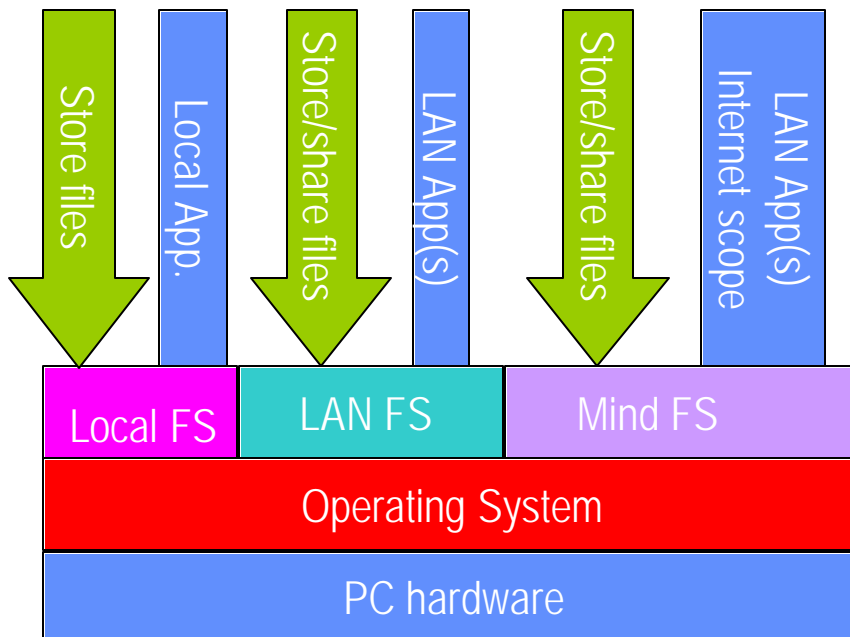 Store files
Local App.
Store/share files
LAN App(s)
Store/share files
LAN App(s)
Internet scope
Local FS
LAN FS
Mind FS
Operating System
PC hardware